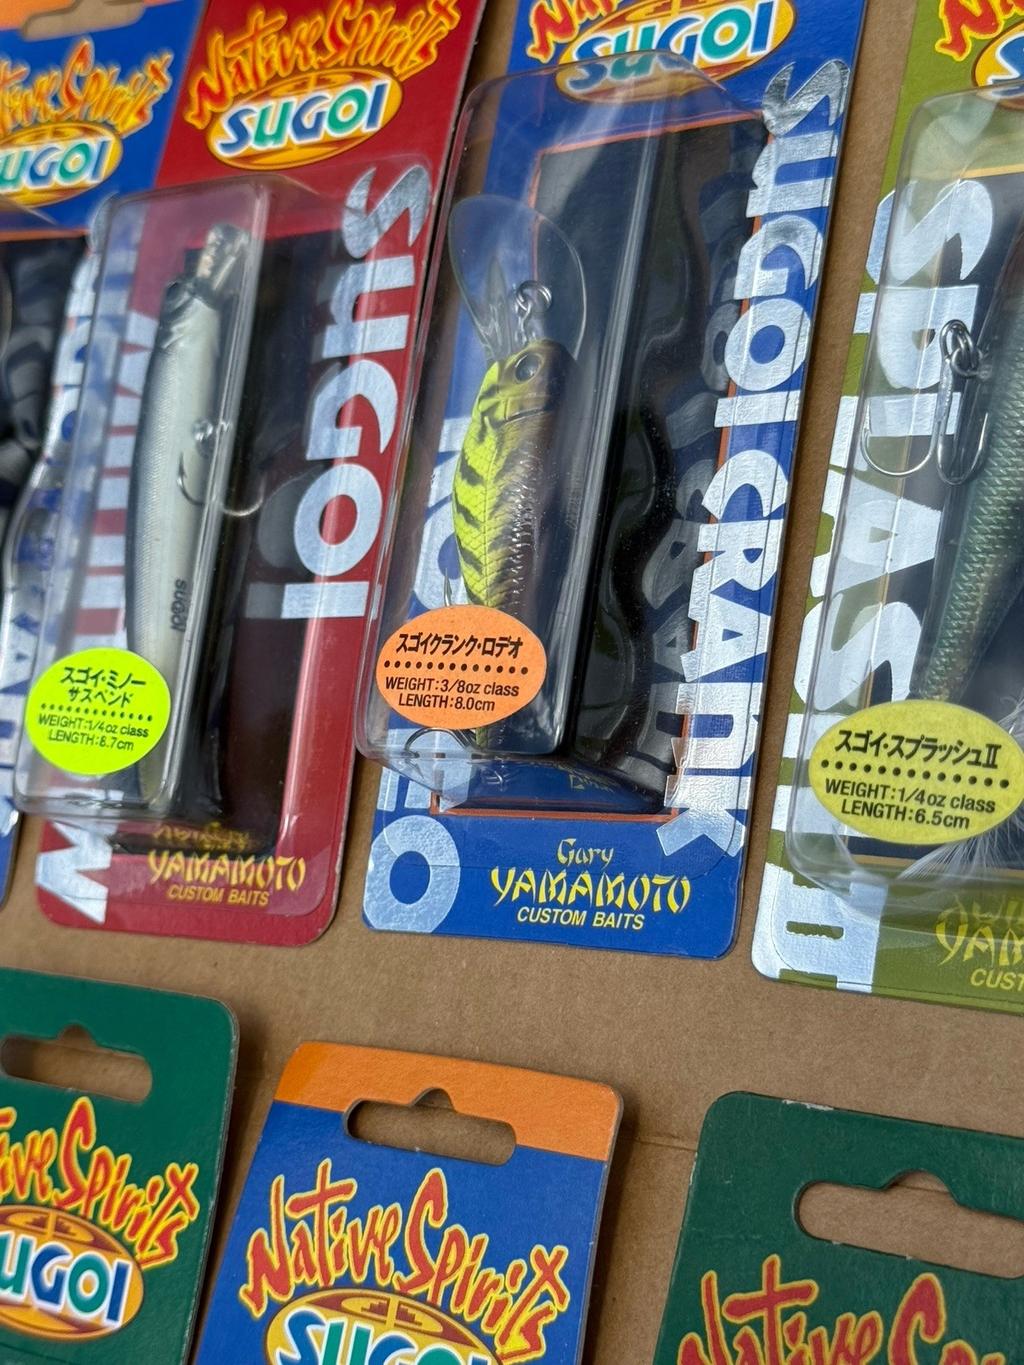 Native Spirits
SUGOI
Native Spirits
SUGOI
SUGOI
MINNOW
SUGOI
スゴイ・ミノー
サスペンド
WEIGHT:1/4oz class
LENGTH:8.7cm
YAMAMOTO
CUSTOM BAITS
SUGOI
SUGOI CRANK
RODEO
スゴイクランク・ロデオ
WEIGHT:3/8oz class
LENGTH:8.0cm
Gary
YAMAMOTO
CUSTOM BAITS
SPLASH
スゴイ・スプラッシュII
WEIGHT:1/4oz class
LENGTH:6.5cm
Native Spirits
SUGOI
Native Spirits
SUGOI
Native